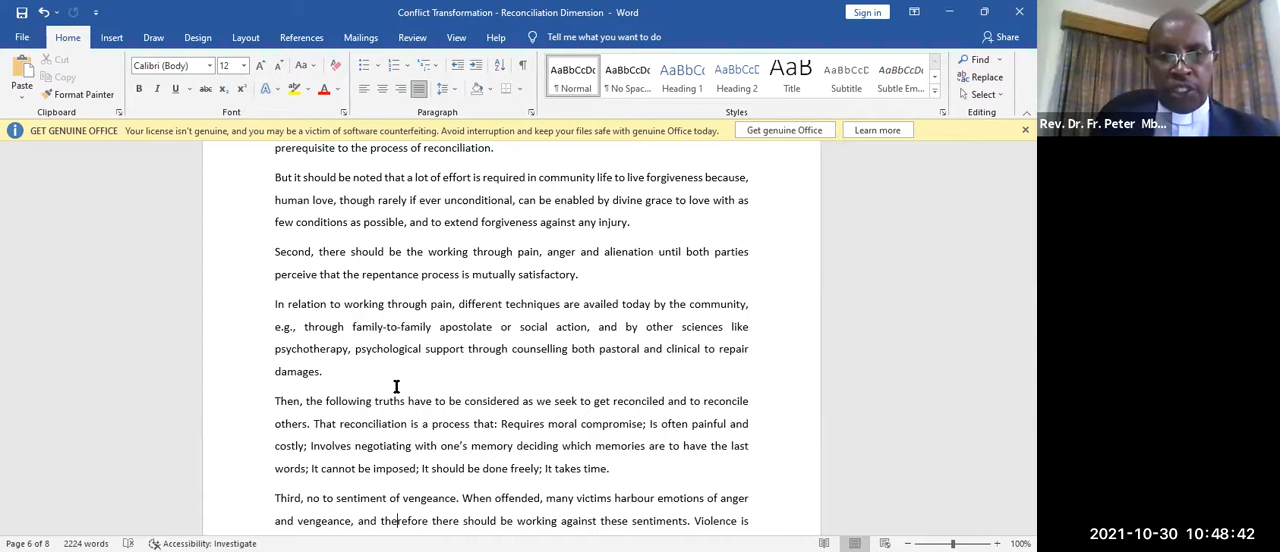 Conflict Transformation - Reconciliation Dimension - Word
Sign in
File Home Insert Draw Design Layout References Mailings Review View Help Tell me what you want to do Share
Paste
Cut
Copy
Format Painter
Clipboard
Calibri (Body) 12
Font
Paragraph
AaBbCcDc AaBbCcDc AaBbCc AaBbCcD AaB AaBbCcD AaBbCcDc
¶ Normal ¶ No Spac... Heading 1 Heading 2 Title Subtitle Subtle Em...
Styles
Find
Replace
Select
Editing
GET GENUINE OFFICE Your license isn't genuine, and you may be a victim of software counterfeiting. Avoid interruption and keep your files safe with genuine Office today. Get genuine Office Learn more
Rev. Dr. Fr. Peter Mb...
prerequisite to the process of reconciliation.
But it should be noted that a lot of effort is required in community life to live forgiveness because,
human love, though rarely if ever unconditional, can be enabled by divine grace to love with as
few conditions as possible, and to extend forgiveness against any injury.
Second, there should be the working through pain, anger and alienation until both parties
perceive that the repentance process is mutually satisfactory.
In relation to working through pain, different techniques are availed today by the community,
e.g., through family-to-family apostolate or social action, and by other sciences like
psychotherapy, psychological support through counselling both pastoral and clinical to repair
damages.
Then, the following truths have to be considered as we seek to get reconciled and to reconcile
others. That reconciliation is a process that: Requires moral compromise; Is often painful and
costly; Involves negotiating with one's memory deciding which memories are to have the last
words; It cannot be imposed; It should be done freely; It takes time.
Third, no to sentiment of vengeance. When offended, many victims harbour emotions of anger
and vengeance, and therefore there should be working against these sentiments. Violence is
Page 6 of 8 2224 words Accessibility: Investigate 100%
2021-10-30 10:48:42